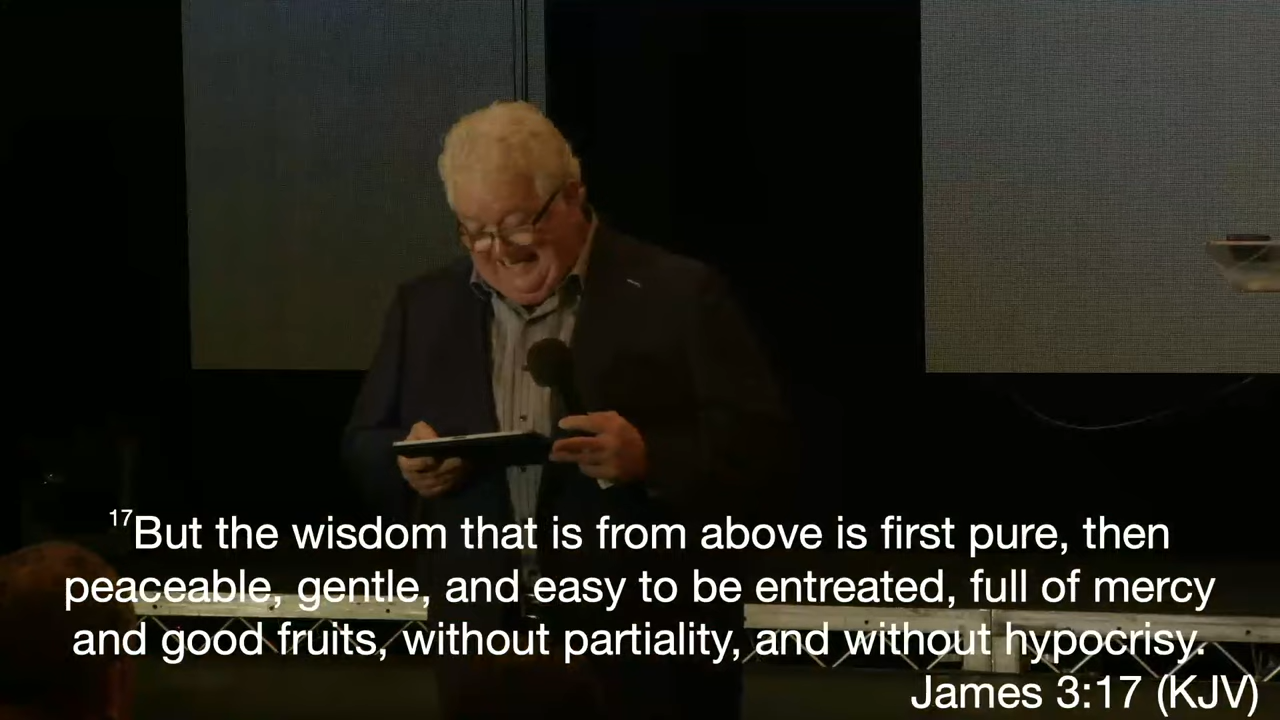 ¹⁷But the wisdom that is from above is first pure, then
peaceable, gentle, and easy to be entreated, full of mercy
and good fruits, without partiality, and without hypocrisy.
James 3:17 (KJV)